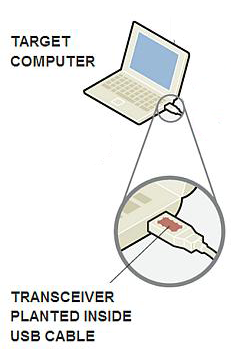 TARGET
COMPUTER
TRANSCEIVER
PLANTED INSIDE
USB CABLE